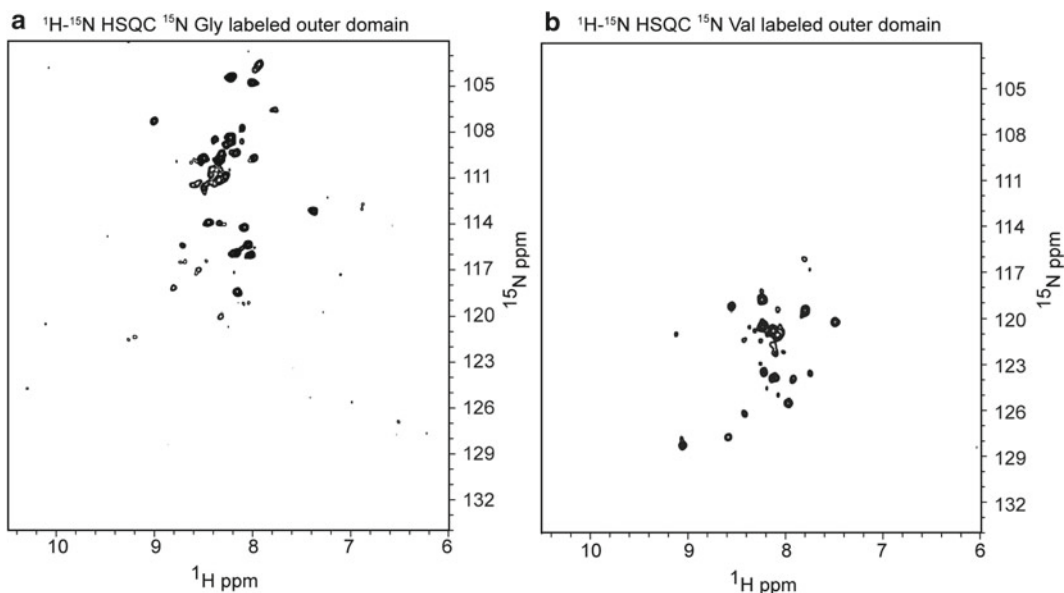 a ¹H-¹⁵N HSQC ¹⁵N Gly labeled outer domain
105
108
111
114
117
120
123
126
129
132
¹⁵N ppm
10 9 8 7 6
¹H ppm
b ¹H-¹⁵N HSQC ¹⁵N Val labeled outer domain
105
108
111
114
117
120
123
126
129
132
¹⁵N ppm
10 9 8 7 6
¹H ppm